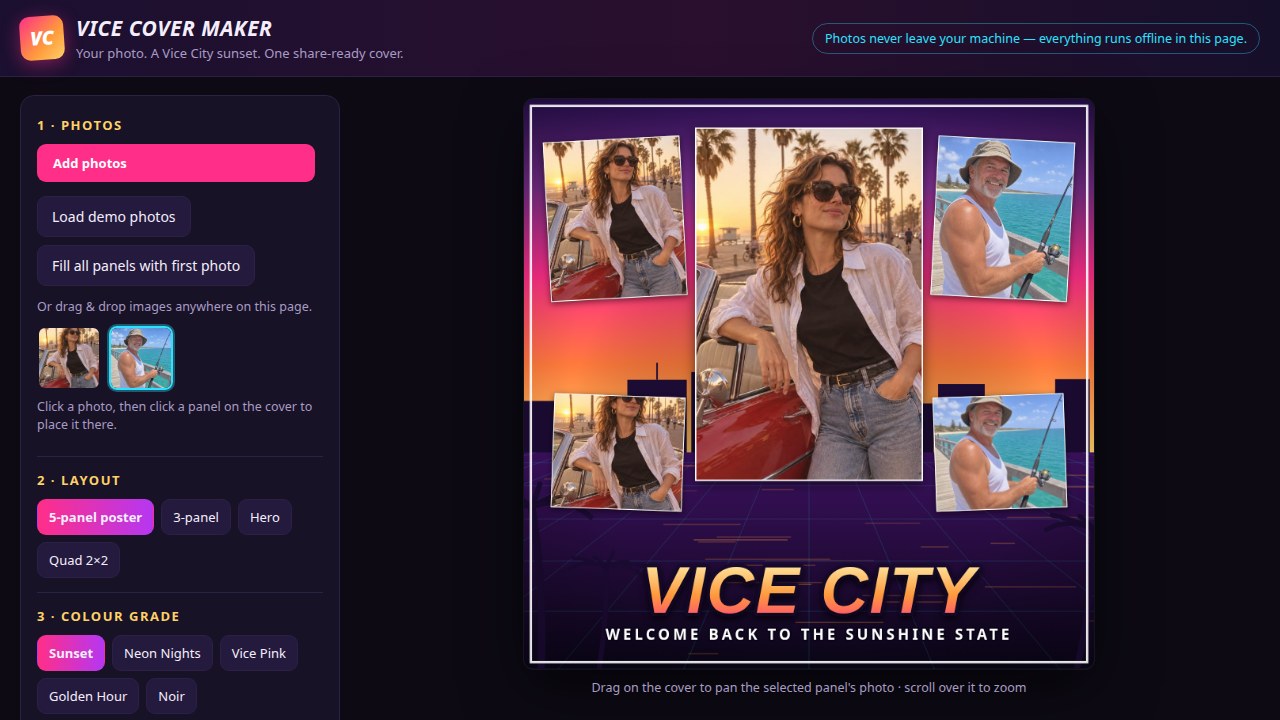 VC
VICE COVER MAKER
Your photo. A Vice City sunset. One share-ready cover.
Photos never leave your machine — everything runs offline in this page.
1 · PHOTOS
Add photos
Load demo photos
Fill all panels with first photo
Or drag & drop images anywhere on this page.
Click a photo, then click a panel on the cover to
place it there.
2 · LAYOUT
5-panel poster
3-panel
Hero
Quad 2×2
3 · COLOUR GRADE
Sunset
Neon Nights
Vice Pink
Golden Hour
Noir
VICE CITY
WELCOME BACK TO THE SUNSHINE STATE
Drag on the cover to pan the selected panel's photo · scroll over it to zoom